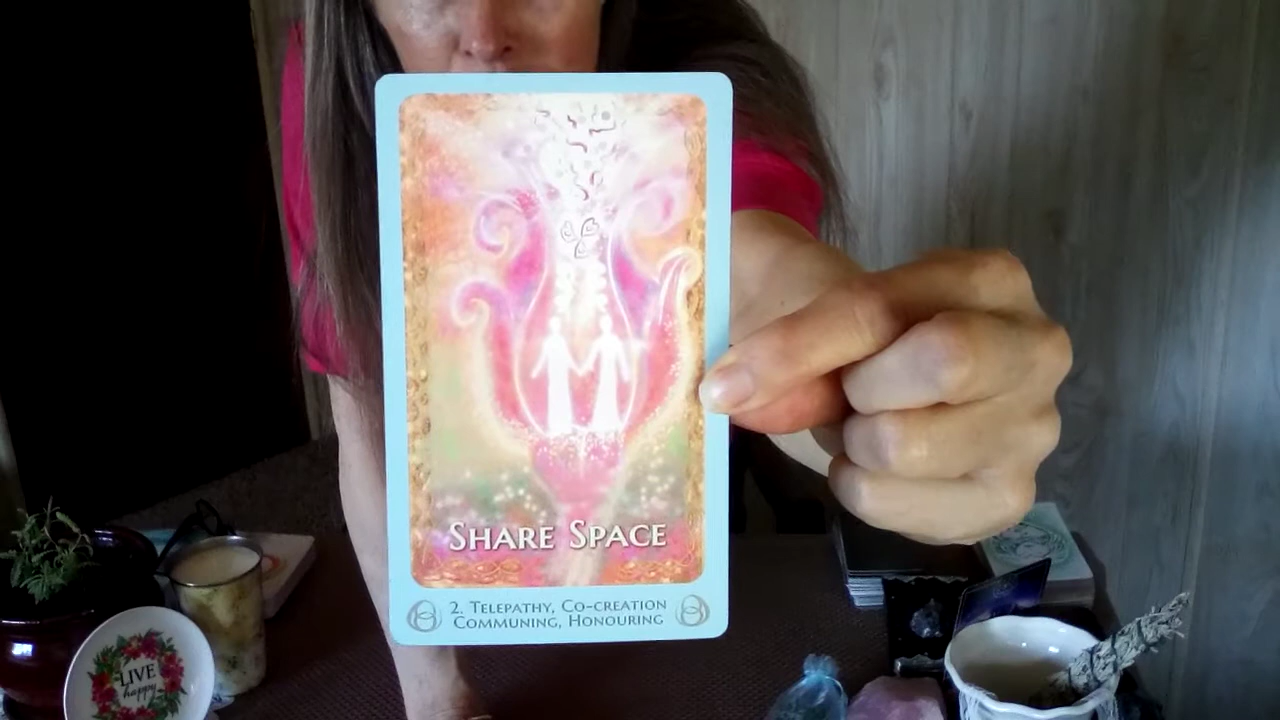 Share Space
2. Telepathy, Co-creation
Communing, Honouring
LIVE
happy